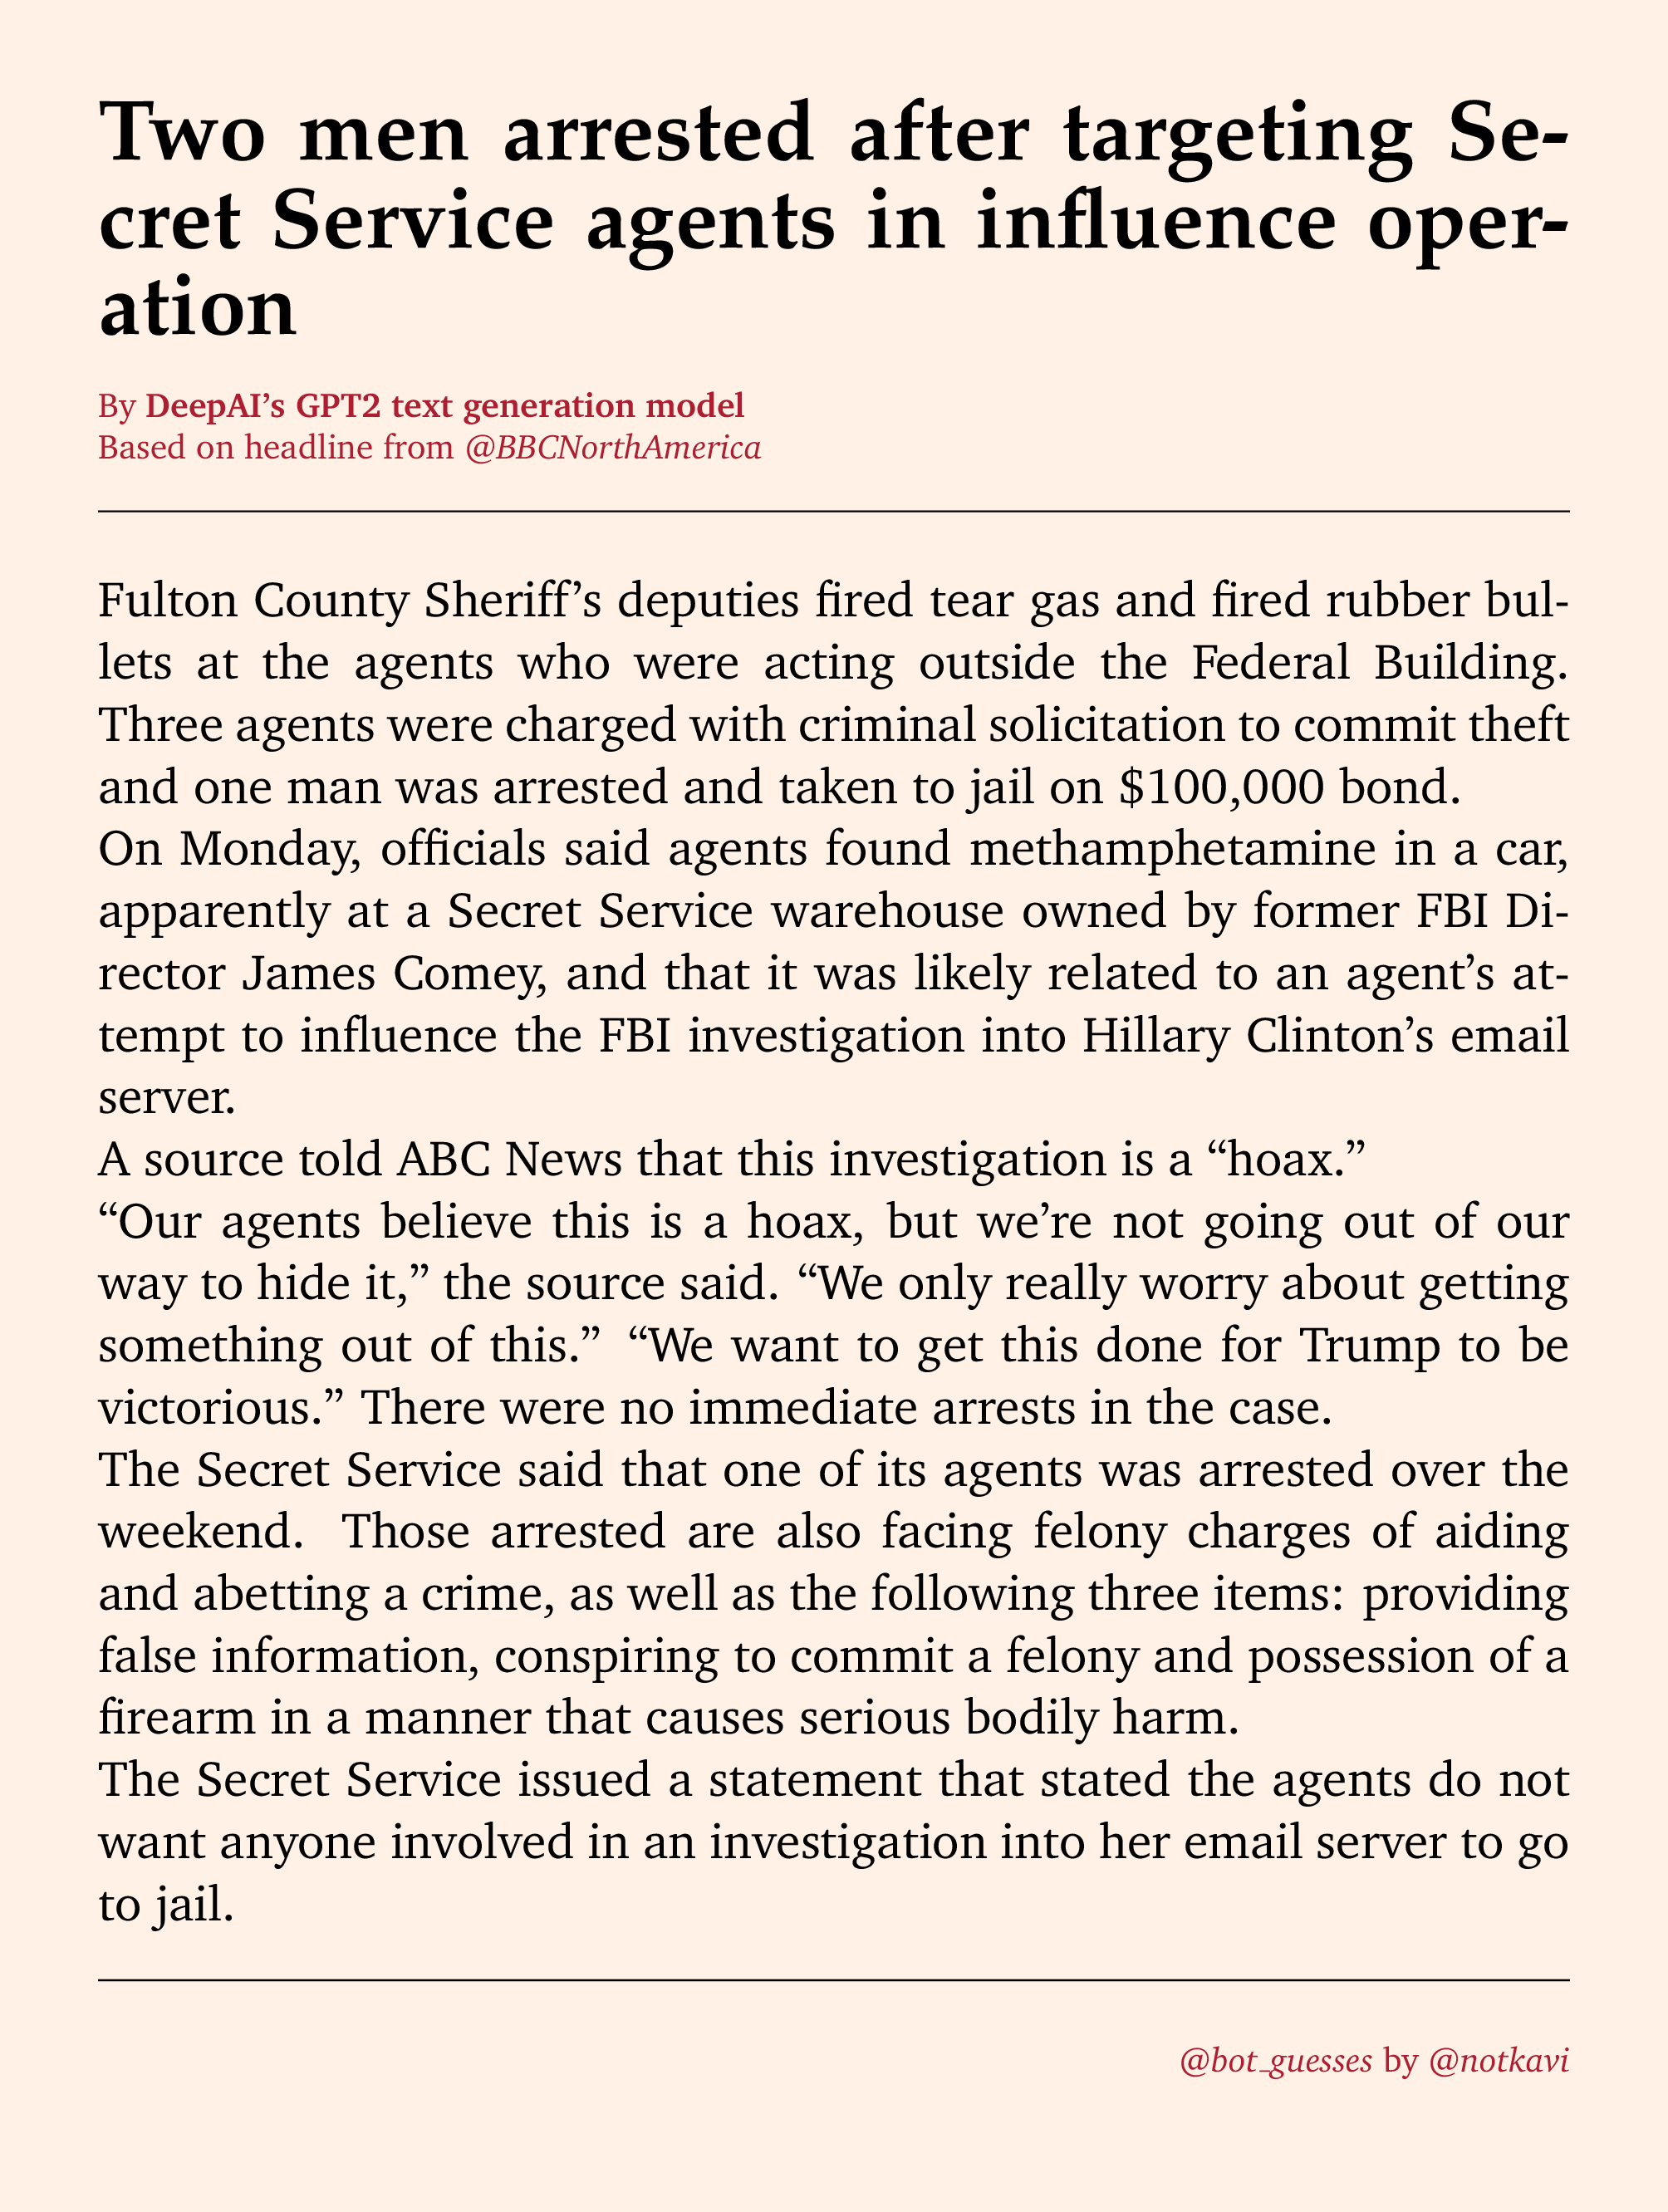 Two men arrested after targeting Se-
cret Service agents in influence oper-
ation
By DeepAI’s GPT2 text generation model
Based on headline from @BBCNorthAmerica
Fulton County Sheriff’s deputies fired tear gas and fired rubber bul-
lets at the agents who were acting outside the Federal Building.
Three agents were charged with criminal solicitation to commit theft
and one man was arrested and taken to jail on $100,000 bond.
On Monday, officials said agents found methamphetamine in a car,
apparently at a Secret Service warehouse owned by former FBI Di-
rector James Comey, and that it was likely related to an agent’s at-
tempt to influence the FBI investigation into Hillary Clinton’s email
server.
A source told ABC News that this investigation is a “hoax.”
“Our agents believe this is a hoax, but we’re not going out of our
way to hide it,” the source said. “We only really worry about getting
something out of this.” “We want to get this done for Trump to be
victorious.” There were no immediate arrests in the case.
The Secret Service said that one of its agents was arrested over the
weekend. Those arrested are also facing felony charges of aiding
and abetting a crime, as well as the following three items: providing
false information, conspiring to commit a felony and possession of a
firearm in a manner that causes serious bodily harm.
The Secret Service issued a statement that stated the agents do not
want anyone involved in an investigation into her email server to go
to jail.
@bot_guesses by @notkavi